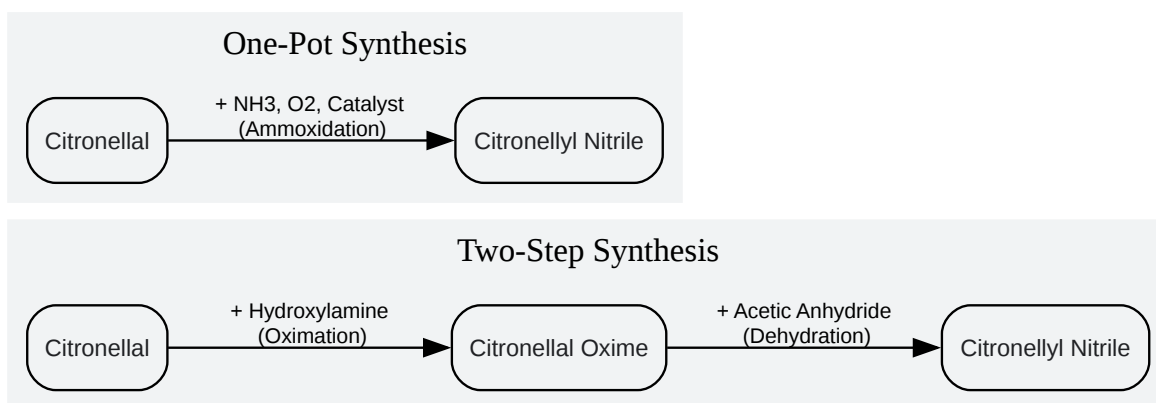 One-Pot Synthesis
+ NH3, O2, Catalyst
(Ammoxidation)
Citronellal
Citronellyl Nitrile
Two-Step Synthesis
+ Hydroxylamine
(Oximation)
+ Acetic Anhydride
(Dehydration)
Citronellal
Citronellal Oxime
Citronellyl Nitrile